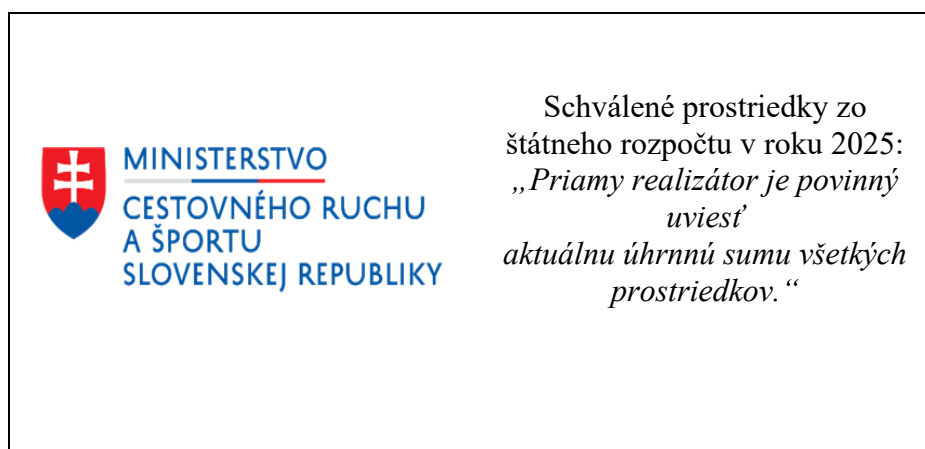 MINISTERSTVO
CESTOVNÉHO RUCHU
A ŠPORTU
SLOVENSKEJ REPUBLIKY
Schválené prostriedky zo
štátneho rozpočtu v roku 2025:
„Priamy realizátor je povinný
uviesť
aktuálnu úhrnnú sumu všetkých
prostriedkov.“